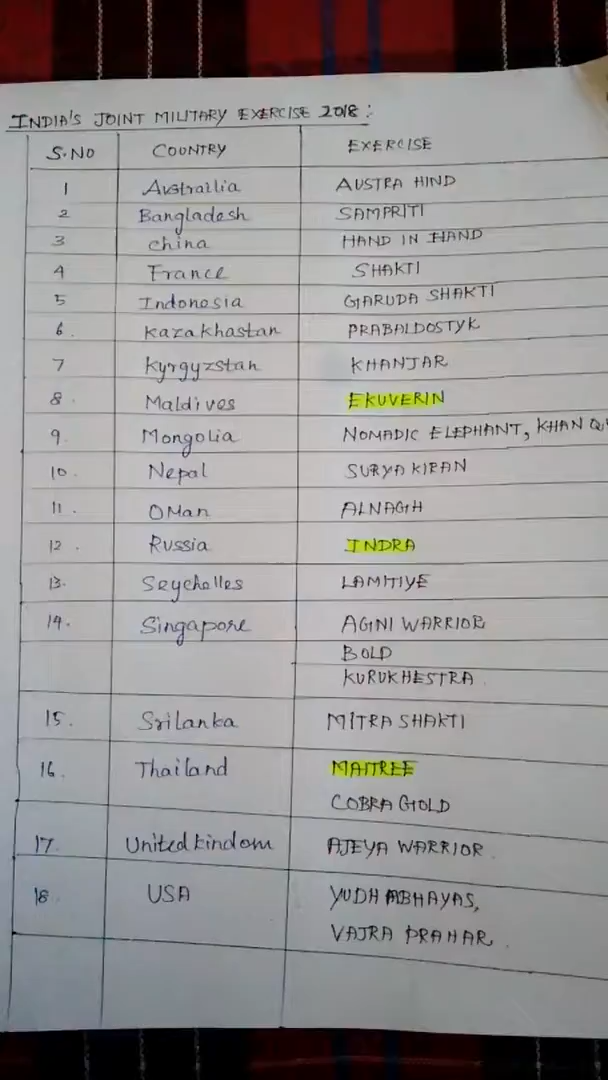 INDIA'S JOINT MILITARY EXERCISE 2018:
S.NO COUNTRY EXERCISE
1 Austrailia AUSTRA HIND
2 Bangladesh SAMPRITI
3 China HAND IN HAND
4 France SHAKTI
5 Indonosia GARUDA SHAKTI
6. Kazakhastan PRABALDOSTYK
7 Kyrgyzstan KHANJAR
8. Maldives EKUVERIN
9. Mongolia NOMADIC ELEPHANT, KHAN
10. Nepal SURYA KIRAN
11. OMan ALNAGH
12. Russia INDRA
13. Seychelles LAMITIYE
14. Singapore AGNI WARRIOR
BOLD
KURUKHESTRA
15. Srilanka MITRA SHAKTI
16. Thailand MAITREE
COBRA GOLD
17. United kindom AJEYA WARRIOR
18. USA YUDH ABHAYAS,
VAJRA PRAHAR